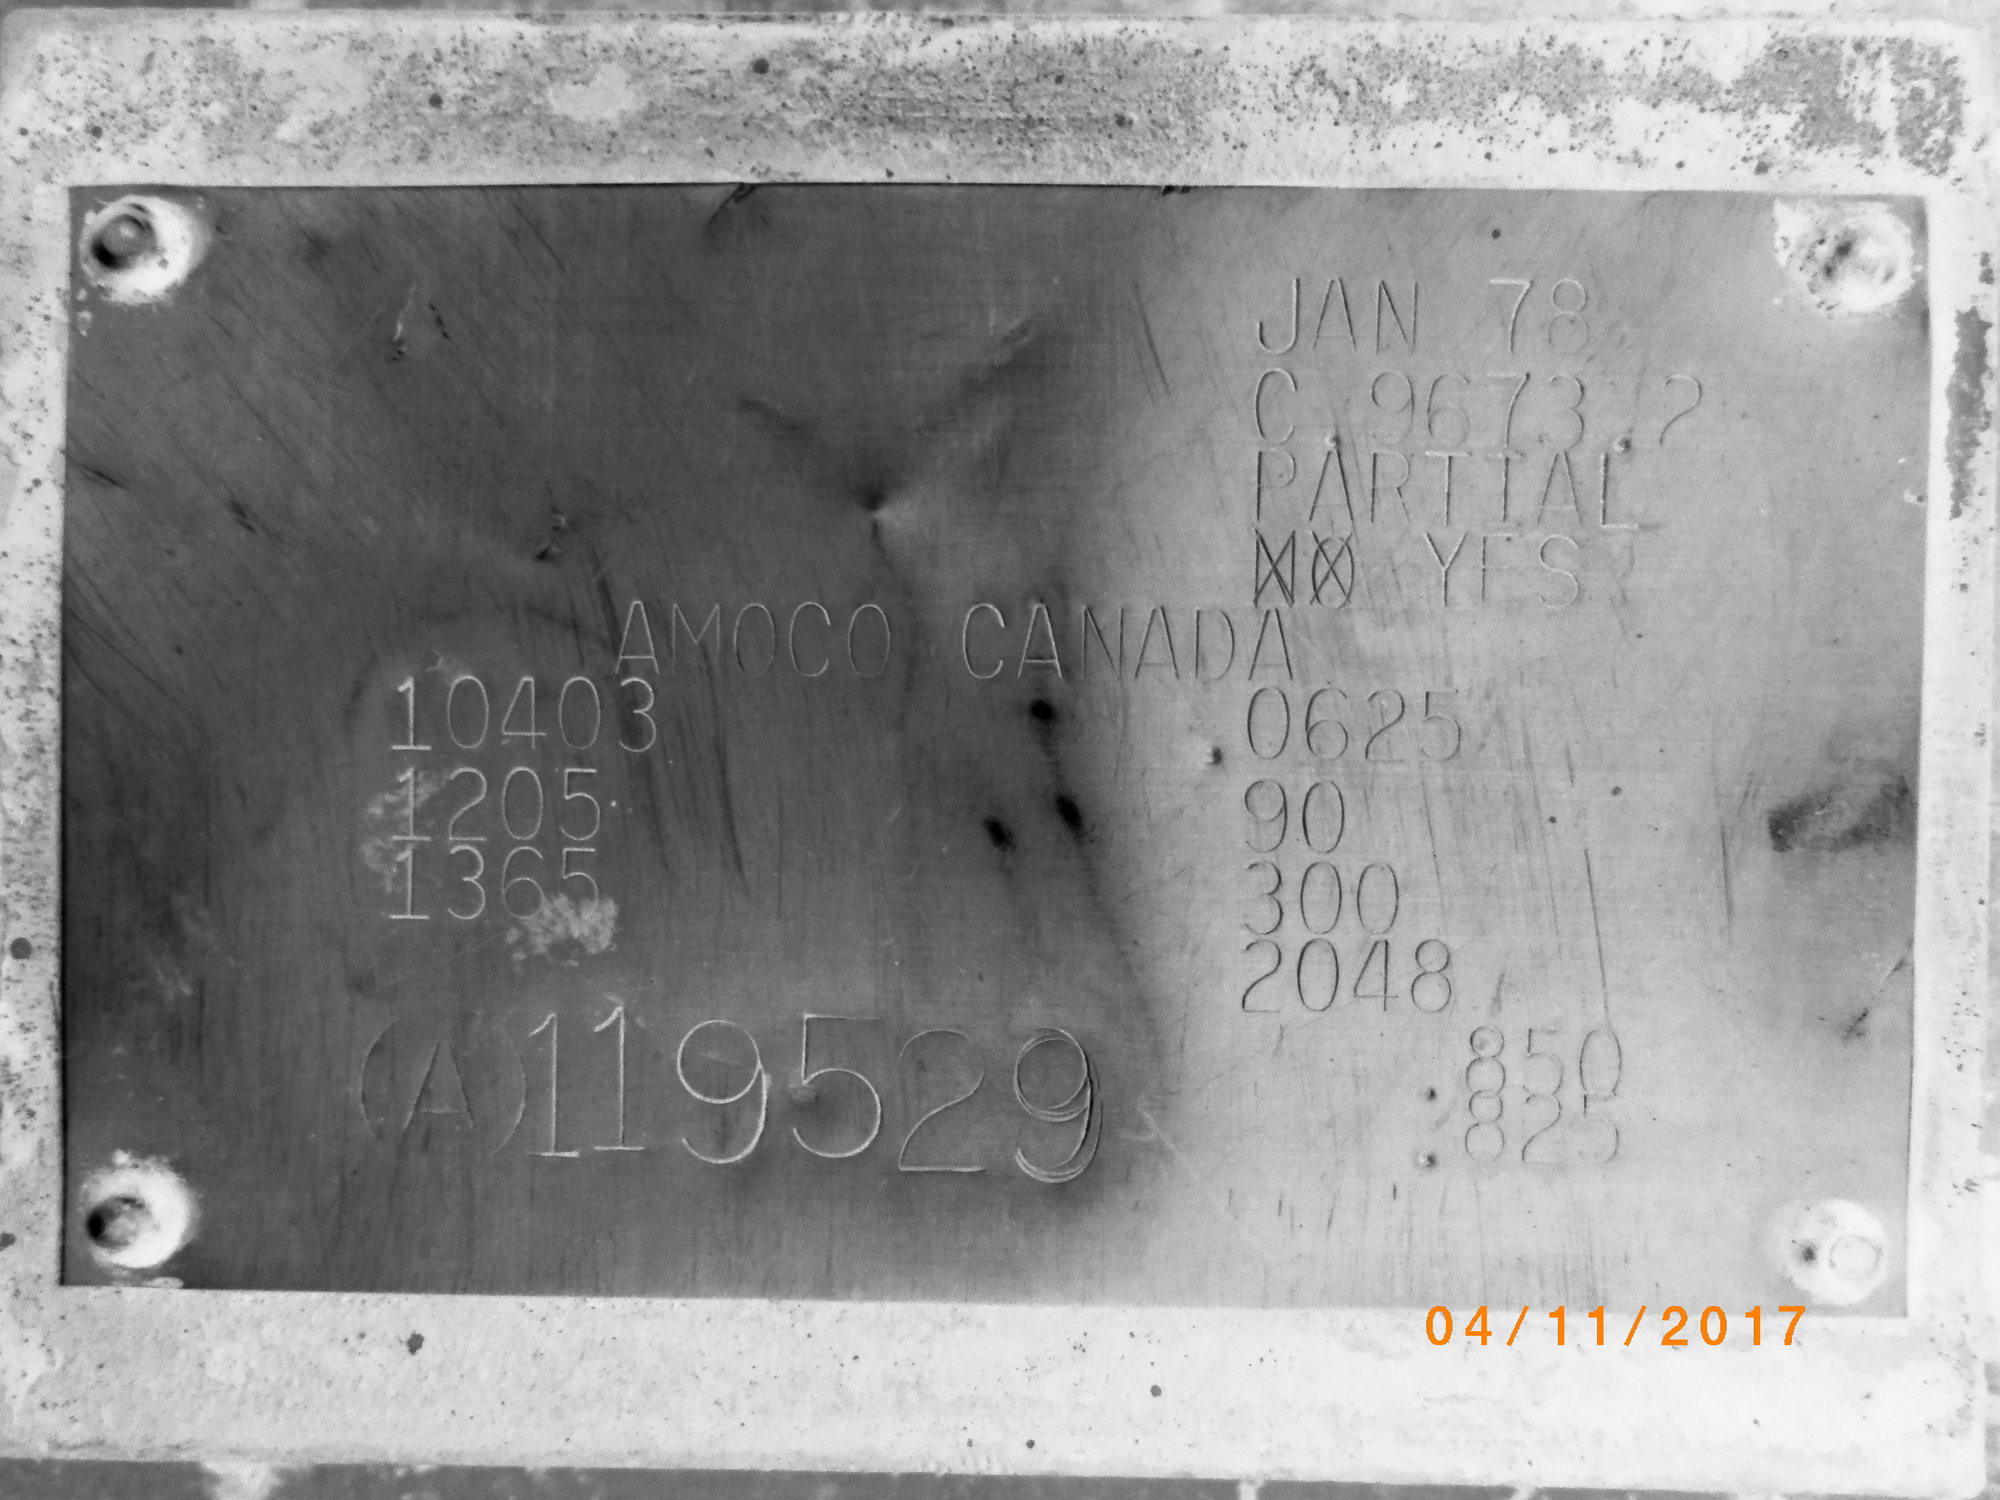 JAN 78
C 9673.2
PARTIAL
NO YES
AMOCO CANADA
10403 0625
1205 90
1365 300
2048
(A)119529
.850
.825
04/11/2017